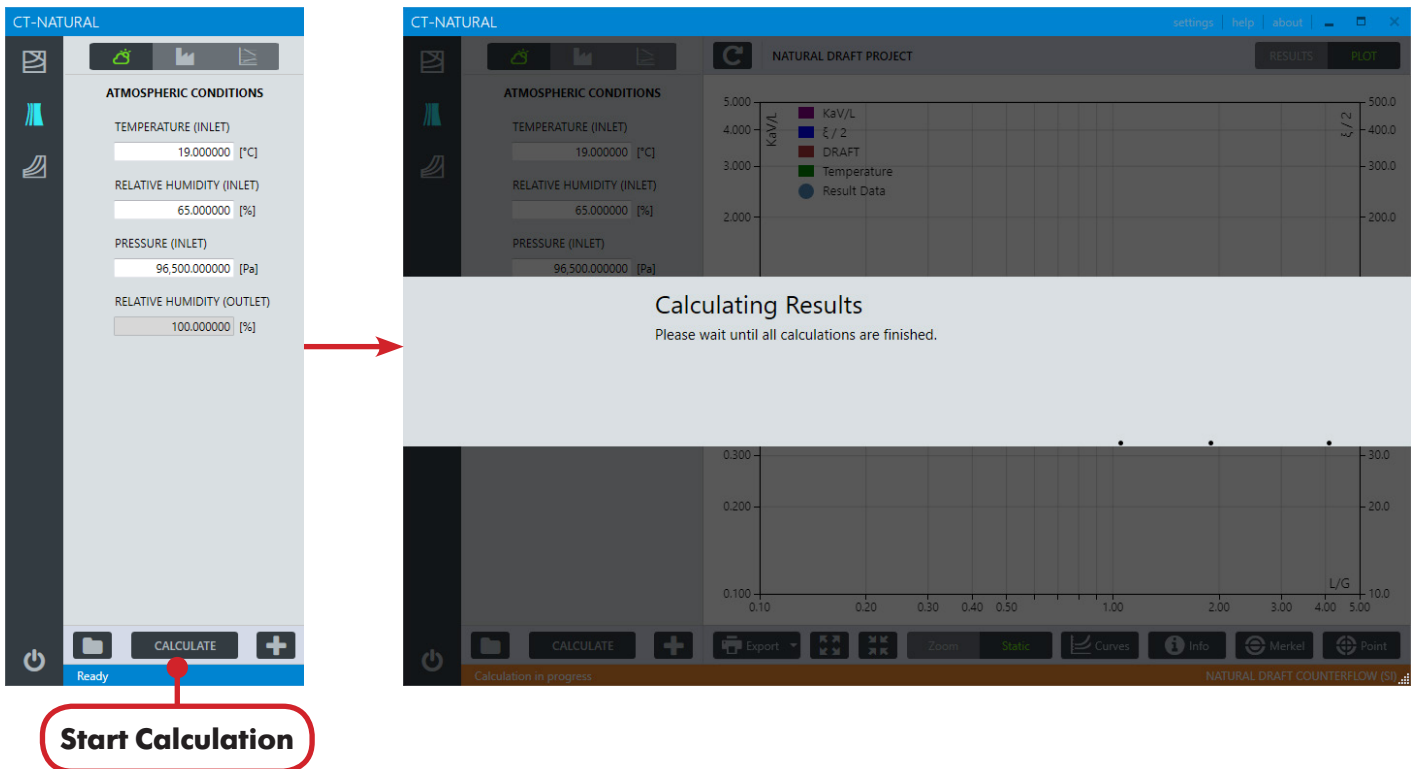 CT-NATURAL
ATMOSPHERIC CONDITIONS
TEMPERATURE (INLET)
19.000000 [°C]
RELATIVE HUMIDITY (INLET)
65.000000 [%]
PRESSURE (INLET)
96,500.000000 [Pa]
RELATIVE HUMIDITY (OUTLET)
100.000000 [%]
CALCULATE
Ready
Start Calculation
CT-NATURAL
settings help about
NATURAL DRAFT PROJECT
RESULTS PLOT
ATMOSPHERIC CONDITIONS
TEMPERATURE (INLET)
19.000000 [°C]
RELATIVE HUMIDITY (INLET)
65.000000 [%]
PRESSURE (INLET)
96,500.000000 [Pa]
5.000
4.000
3.000
2.000
KaV/L
KaV/L
ξ / 2
DRAFT
Temperature
Result Data
ξ / 2
500.0
400.0
300.0
200.0
Calculating Results
Please wait until all calculations are finished.
0.300
0.200
0.100
30.0
20.0
10.0
L/G
0.10 0.20 0.30 0.40 0.50 1.00 2.00 3.00 4.00 5.00
CALCULATE
Export Zoom Static Curves Info Merkel Point
Calculation in progress
NATURAL DRAFT COUNTERFLOW (SI)